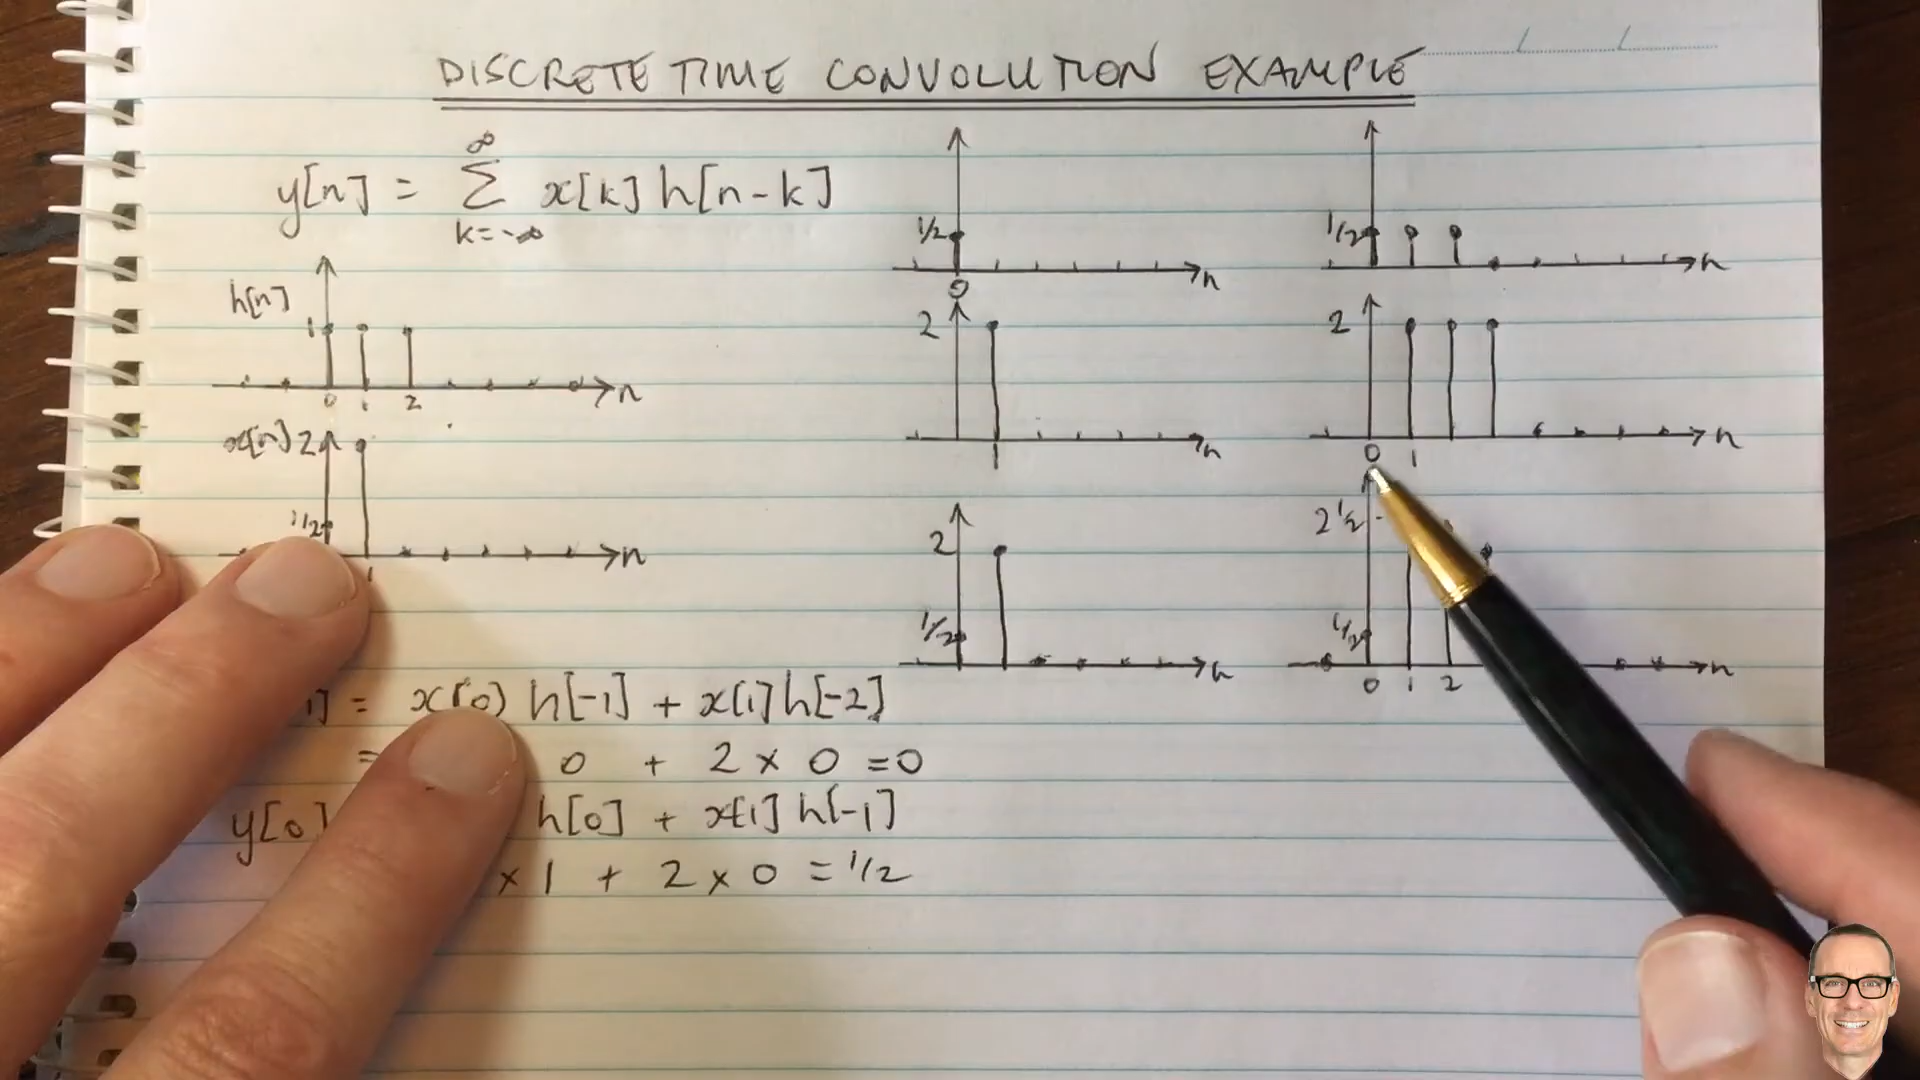 DISCRETE TIME CONVOLUTION EXAMPLE
y[n] = ∞ Σ k=-∞ x[k] h[n-k]
h[n]
1
0 1 2 n
x[n] 2
1/2
1 n
1/2
0 n
2
1 n
2
1/2
n
1/2
n
2
0 1 n
2 1/2
1/2
0 1 2 n
1] = x[0] h[-1] + x[1] h[-2]
= 0 + 2 × 0 = 0
y[0] h[0] + x[1] h[-1]
× 1 + 2 × 0 = 1/2